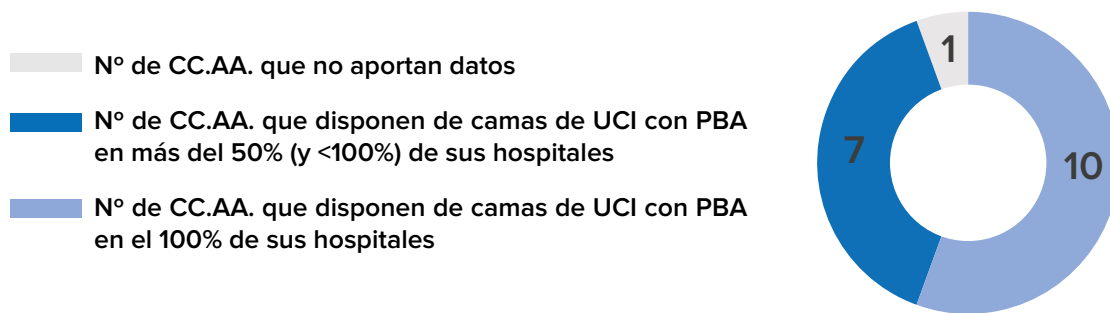 Nº de CC.AA. que no aportan datos
Nº de CC.AA. que disponen de camas de UCI con PBA
en más del 50% (y <100%) de sus hospitales
Nº de CC.AA. que disponen de camas de UCI con PBA
en el 100% de sus hospitales
1
7
10